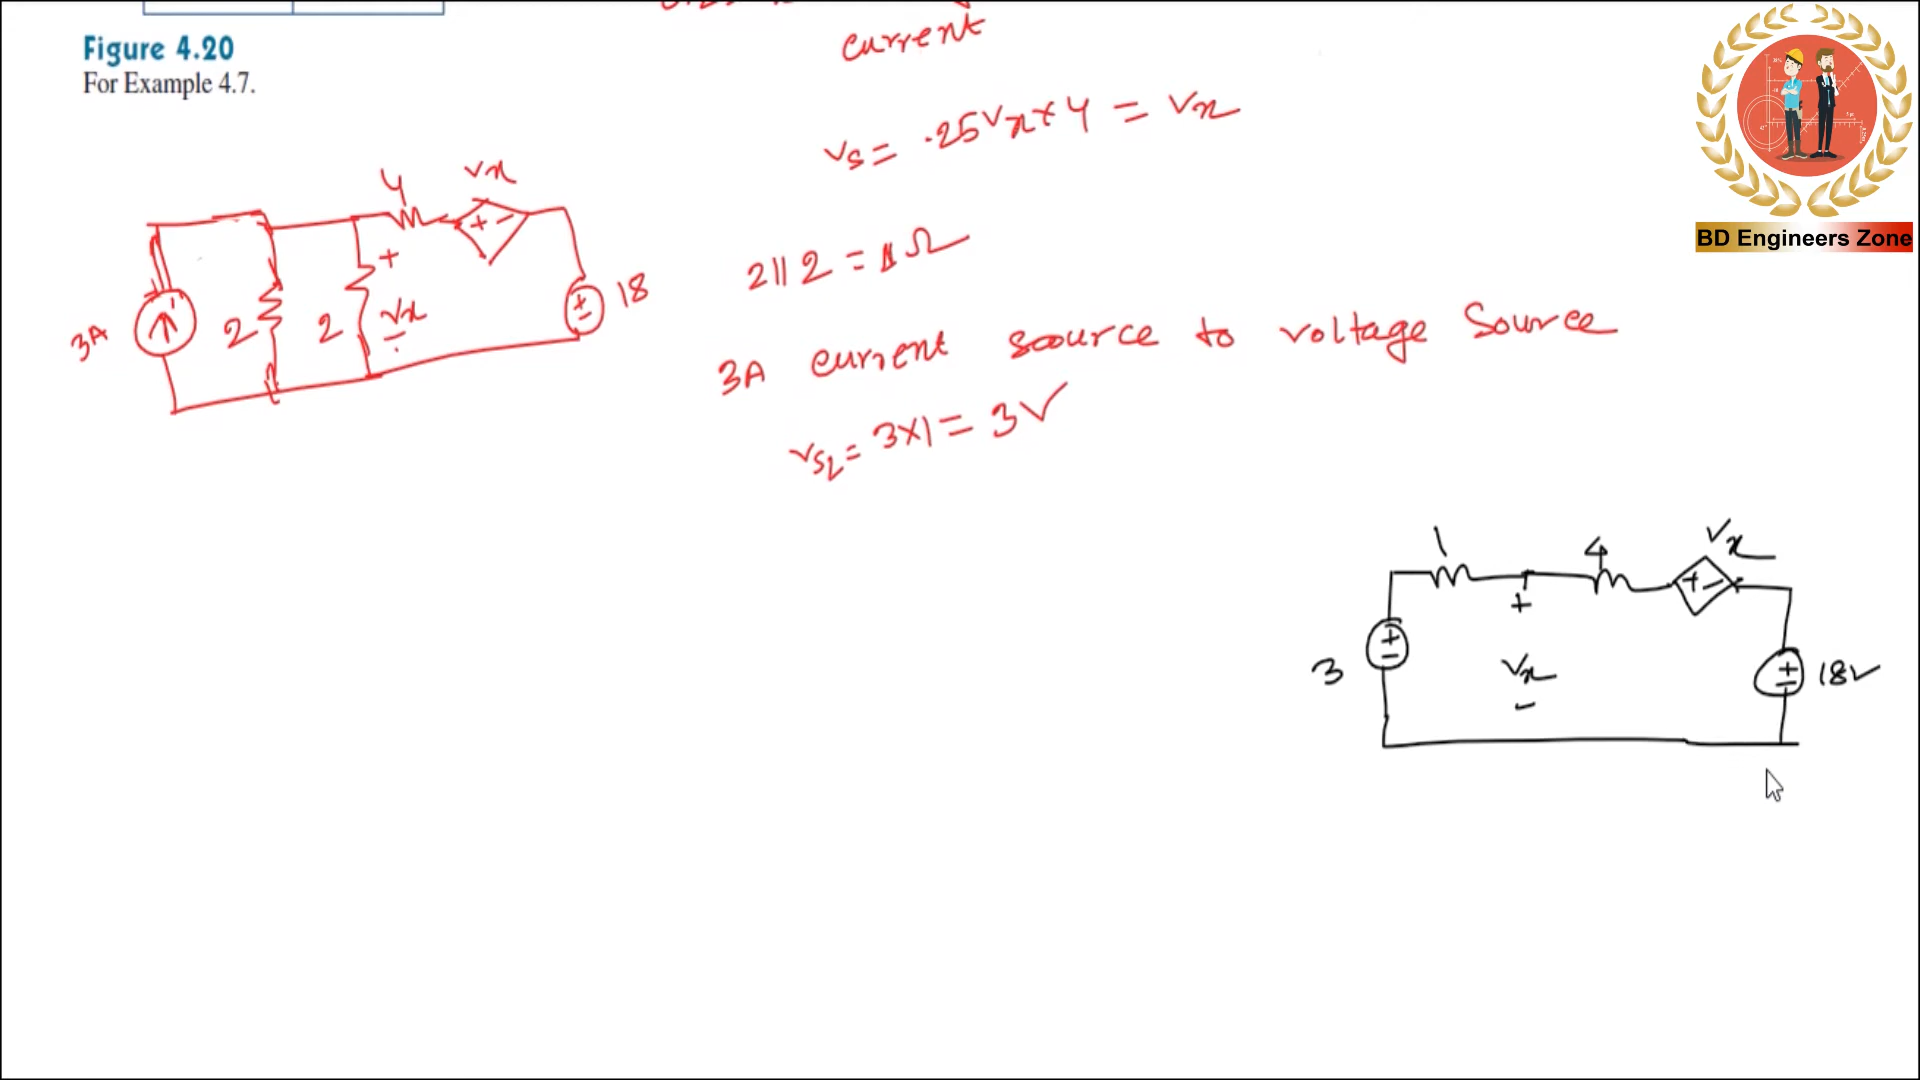 current
Figure 4.20
For Example 4.7.
vs = .25vx x 4 = vx
4 vx
+ + -
2 || 2 = 1Ω
3A 2 2 vx + - 18
-
3A current source to voltage source
vs2 = 3x1 = 3V
1 4 vx
+ + -
+ -
3 vx + - 18v
-
BD Engineers Zone